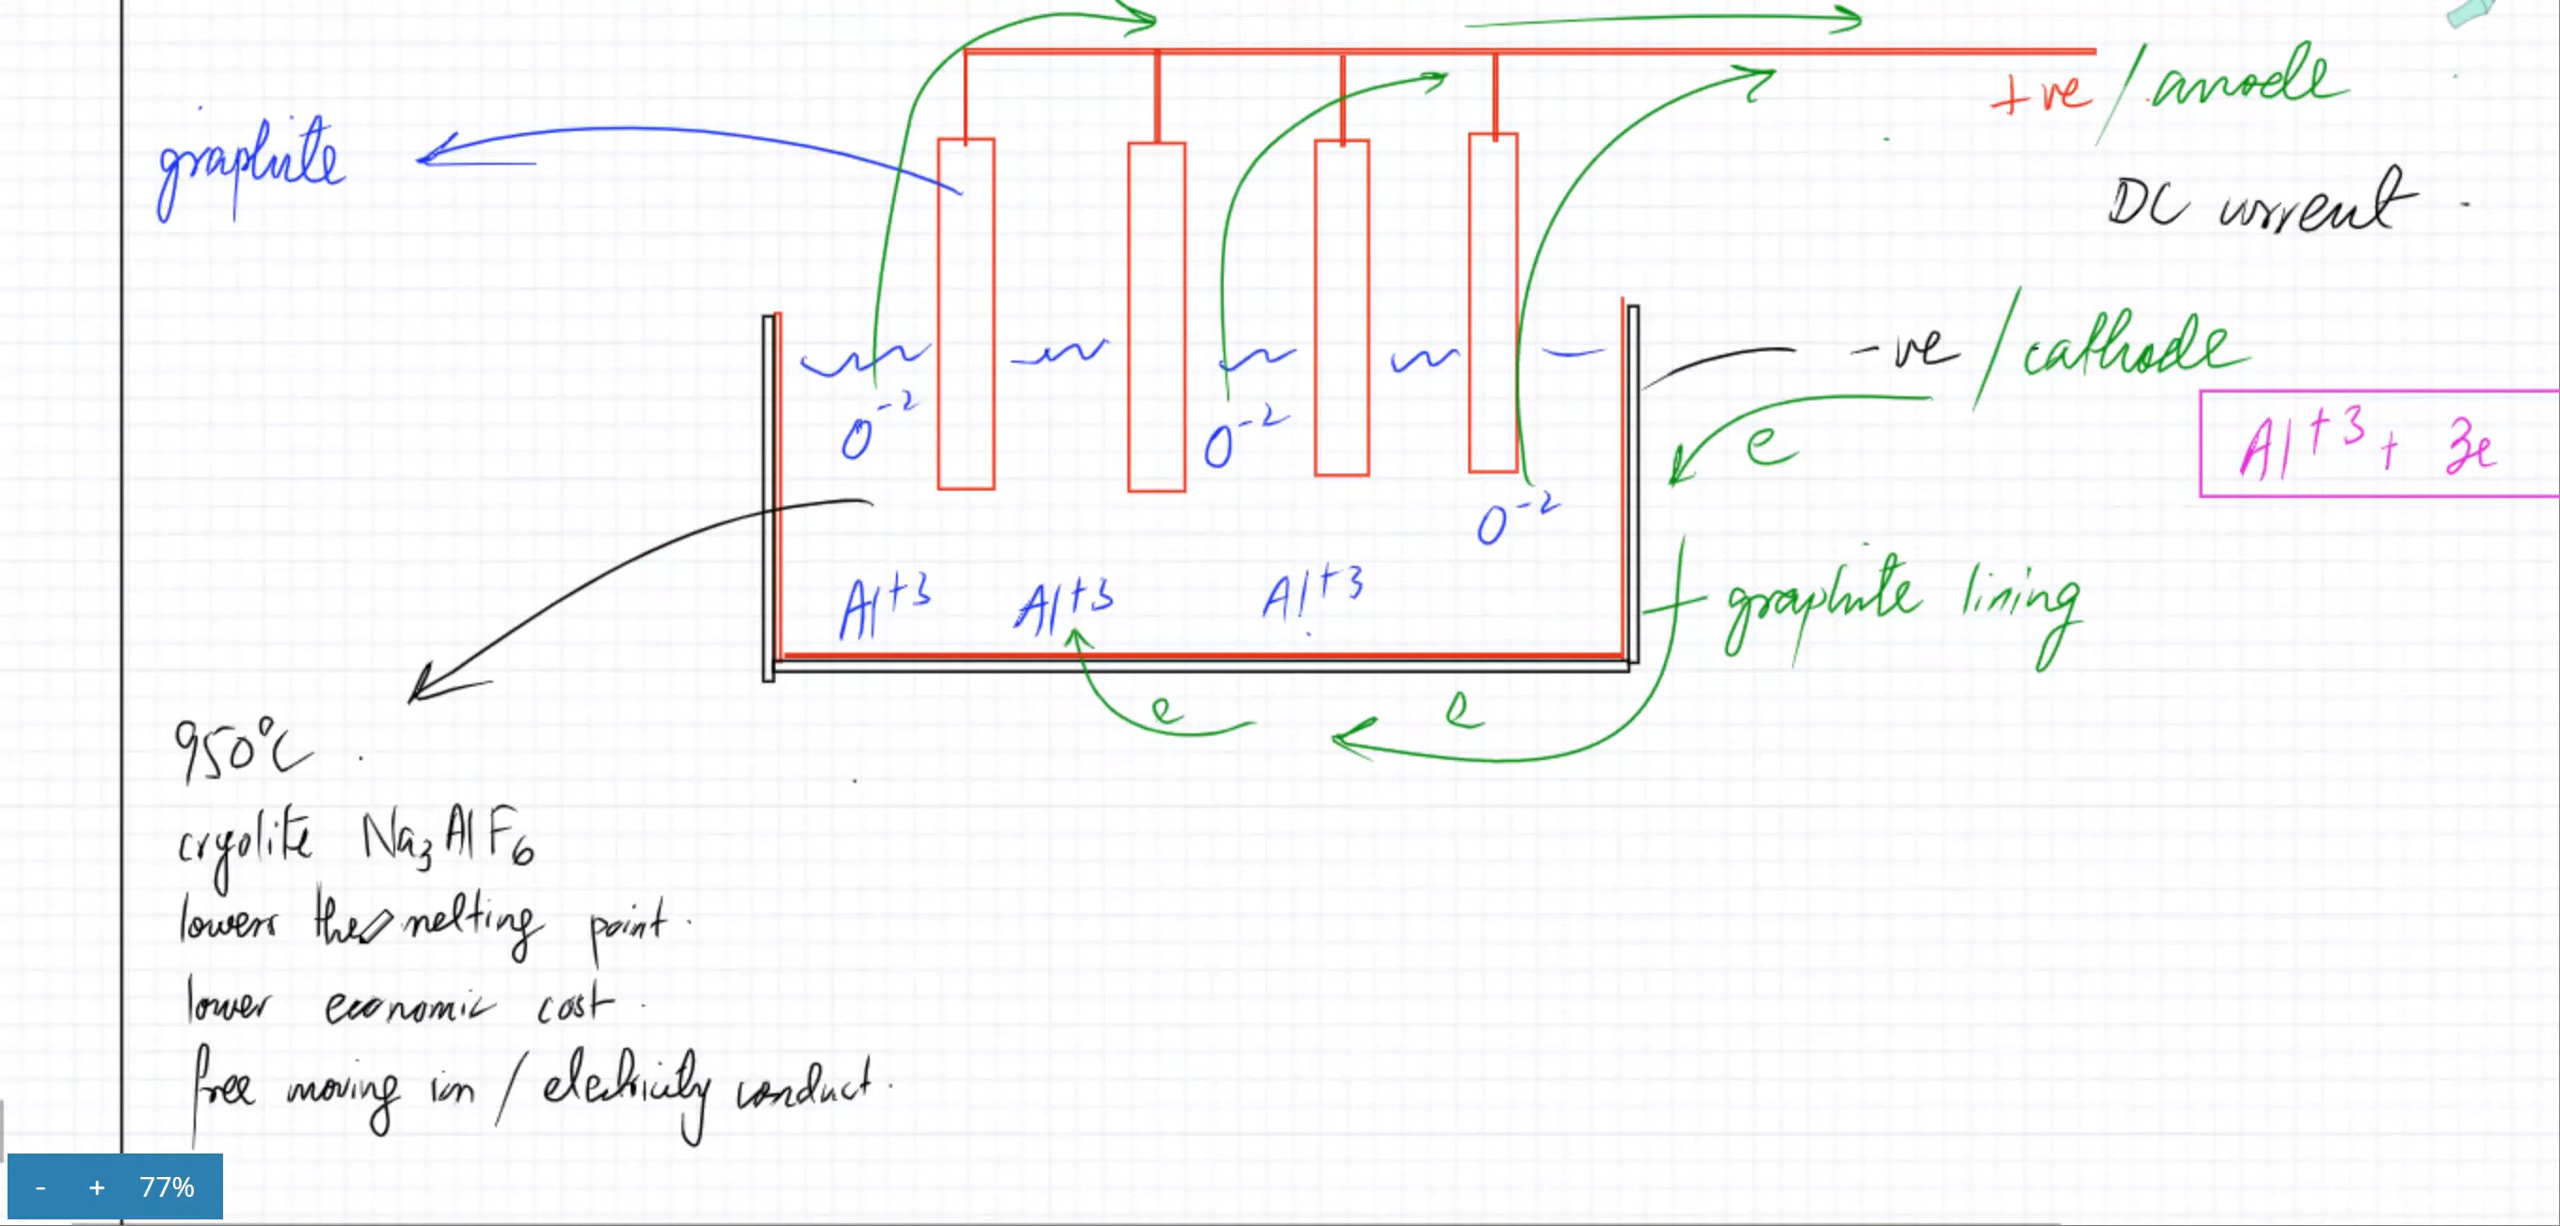 +ve / anode
graphite
DC current
-ve / cathode
O⁻² O⁻² e
Al⁺³ + 3e
O⁻²
Al⁺³ Al⁺³ Al⁺³
graphite lining
e e
950°C
cryolite Na₃AlF₆
lowers the melting point.
lower economic cost.
free moving ion / electricity conduct.
- + 77%